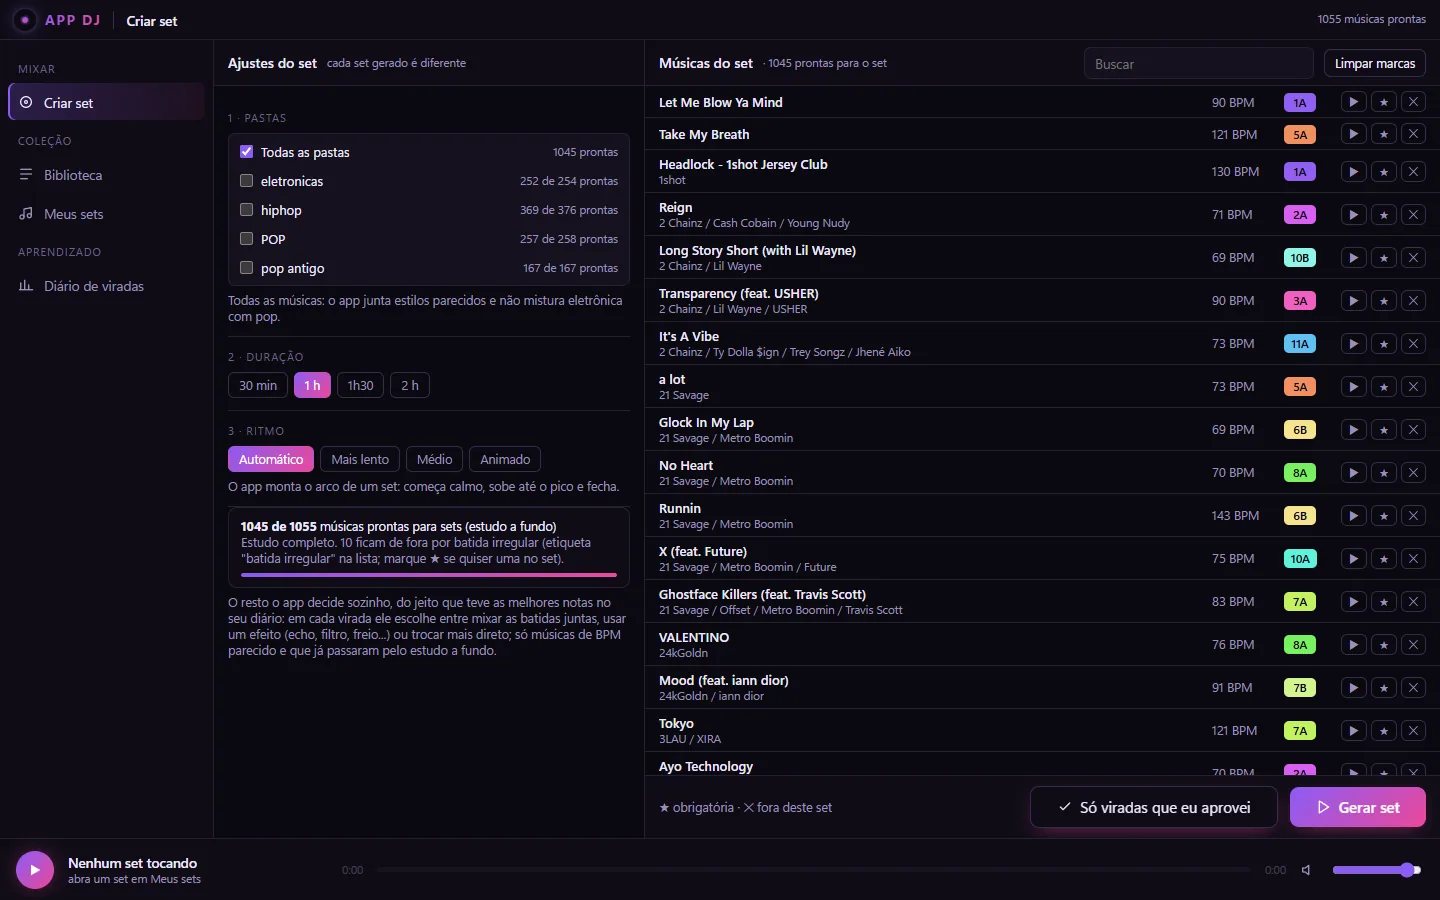 APP DJ
Criar set
1055 músicas prontas
MIXAR
Criar set
COLEÇÃO
Biblioteca
Meus sets
APRENDIZADO
Diário de viradas
Ajustes do set cada set gerado é diferente
1 · PASTAS
Todas as pastas 1045 prontas
eletronicas 252 de 254 prontas
hiphop 369 de 376 prontas
POP 257 de 258 prontas
pop antigo 167 de 167 prontas
Todas as músicas: o app junta estilos parecidos e não mistura eletrônica
com pop.
2 · DURAÇÃO
30 min 1 h 1h30 2 h
3 · RITMO
Automático Mais lento Médio Animado
O app monta o arco de um set: começa calmo, sobe até o pico e fecha.
1045 de 1055 músicas prontas para sets (estudo a fundo)
Estudo completo. 10 ficam de fora por batida irregular (etiqueta
"batida irregular" na lista; marque ★ se quiser uma no set).
O resto o app decide sozinho, do jeito que teve as melhores notas no
seu diário: em cada virada ele escolhe entre mixar as batidas juntas, usar
um efeito (echo, filtro, freio...) ou trocar mais direto; só músicas de BPM
parecido e que já passaram pelo estudo a fundo.
Músicas do set · 1045 prontas para o set
Buscar
Limpar marcas
Let Me Blow Ya Mind 90 BPM 1A
Take My Breath 121 BPM 5A
Headlock - 1shot Jersey Club 130 BPM 1A
1shot
Reign 71 BPM 2A
2 Chainz / Cash Cobain / Young Nudy
Long Story Short (with Lil Wayne) 69 BPM 10B
2 Chainz / Lil Wayne
Transparency (feat. USHER) 90 BPM 3A
2 Chainz / Lil Wayne / USHER
It's A Vibe 73 BPM 11A
2 Chainz / Ty Dolla $ign / Trey Songz / Jhené Aiko
a lot 73 BPM 5A
21 Savage
Glock In My Lap 69 BPM 6B
21 Savage / Metro Boomin
No Heart 70 BPM 8A
21 Savage / Metro Boomin
Runnin 143 BPM 6B
21 Savage / Metro Boomin
X (feat. Future) 75 BPM 10A
21 Savage / Metro Boomin / Future
Ghostface Killers (feat. Travis Scott) 83 BPM 7A
21 Savage / Offset / Metro Boomin / Travis Scott
VALENTINO 76 BPM 8A
24kGoldn
Mood (feat. iann dior) 91 BPM 7B
24kGoldn / iann dior
Tokyo 121 BPM 7A
3LAU / XIRA
Ayo Technology 70 BPM 2A
★ obrigatória · ✕ fora deste set
✓ Só viradas que eu aprovei
Gerar set
Nenhum set tocando
abra um set em Meus sets
0:00 0:00